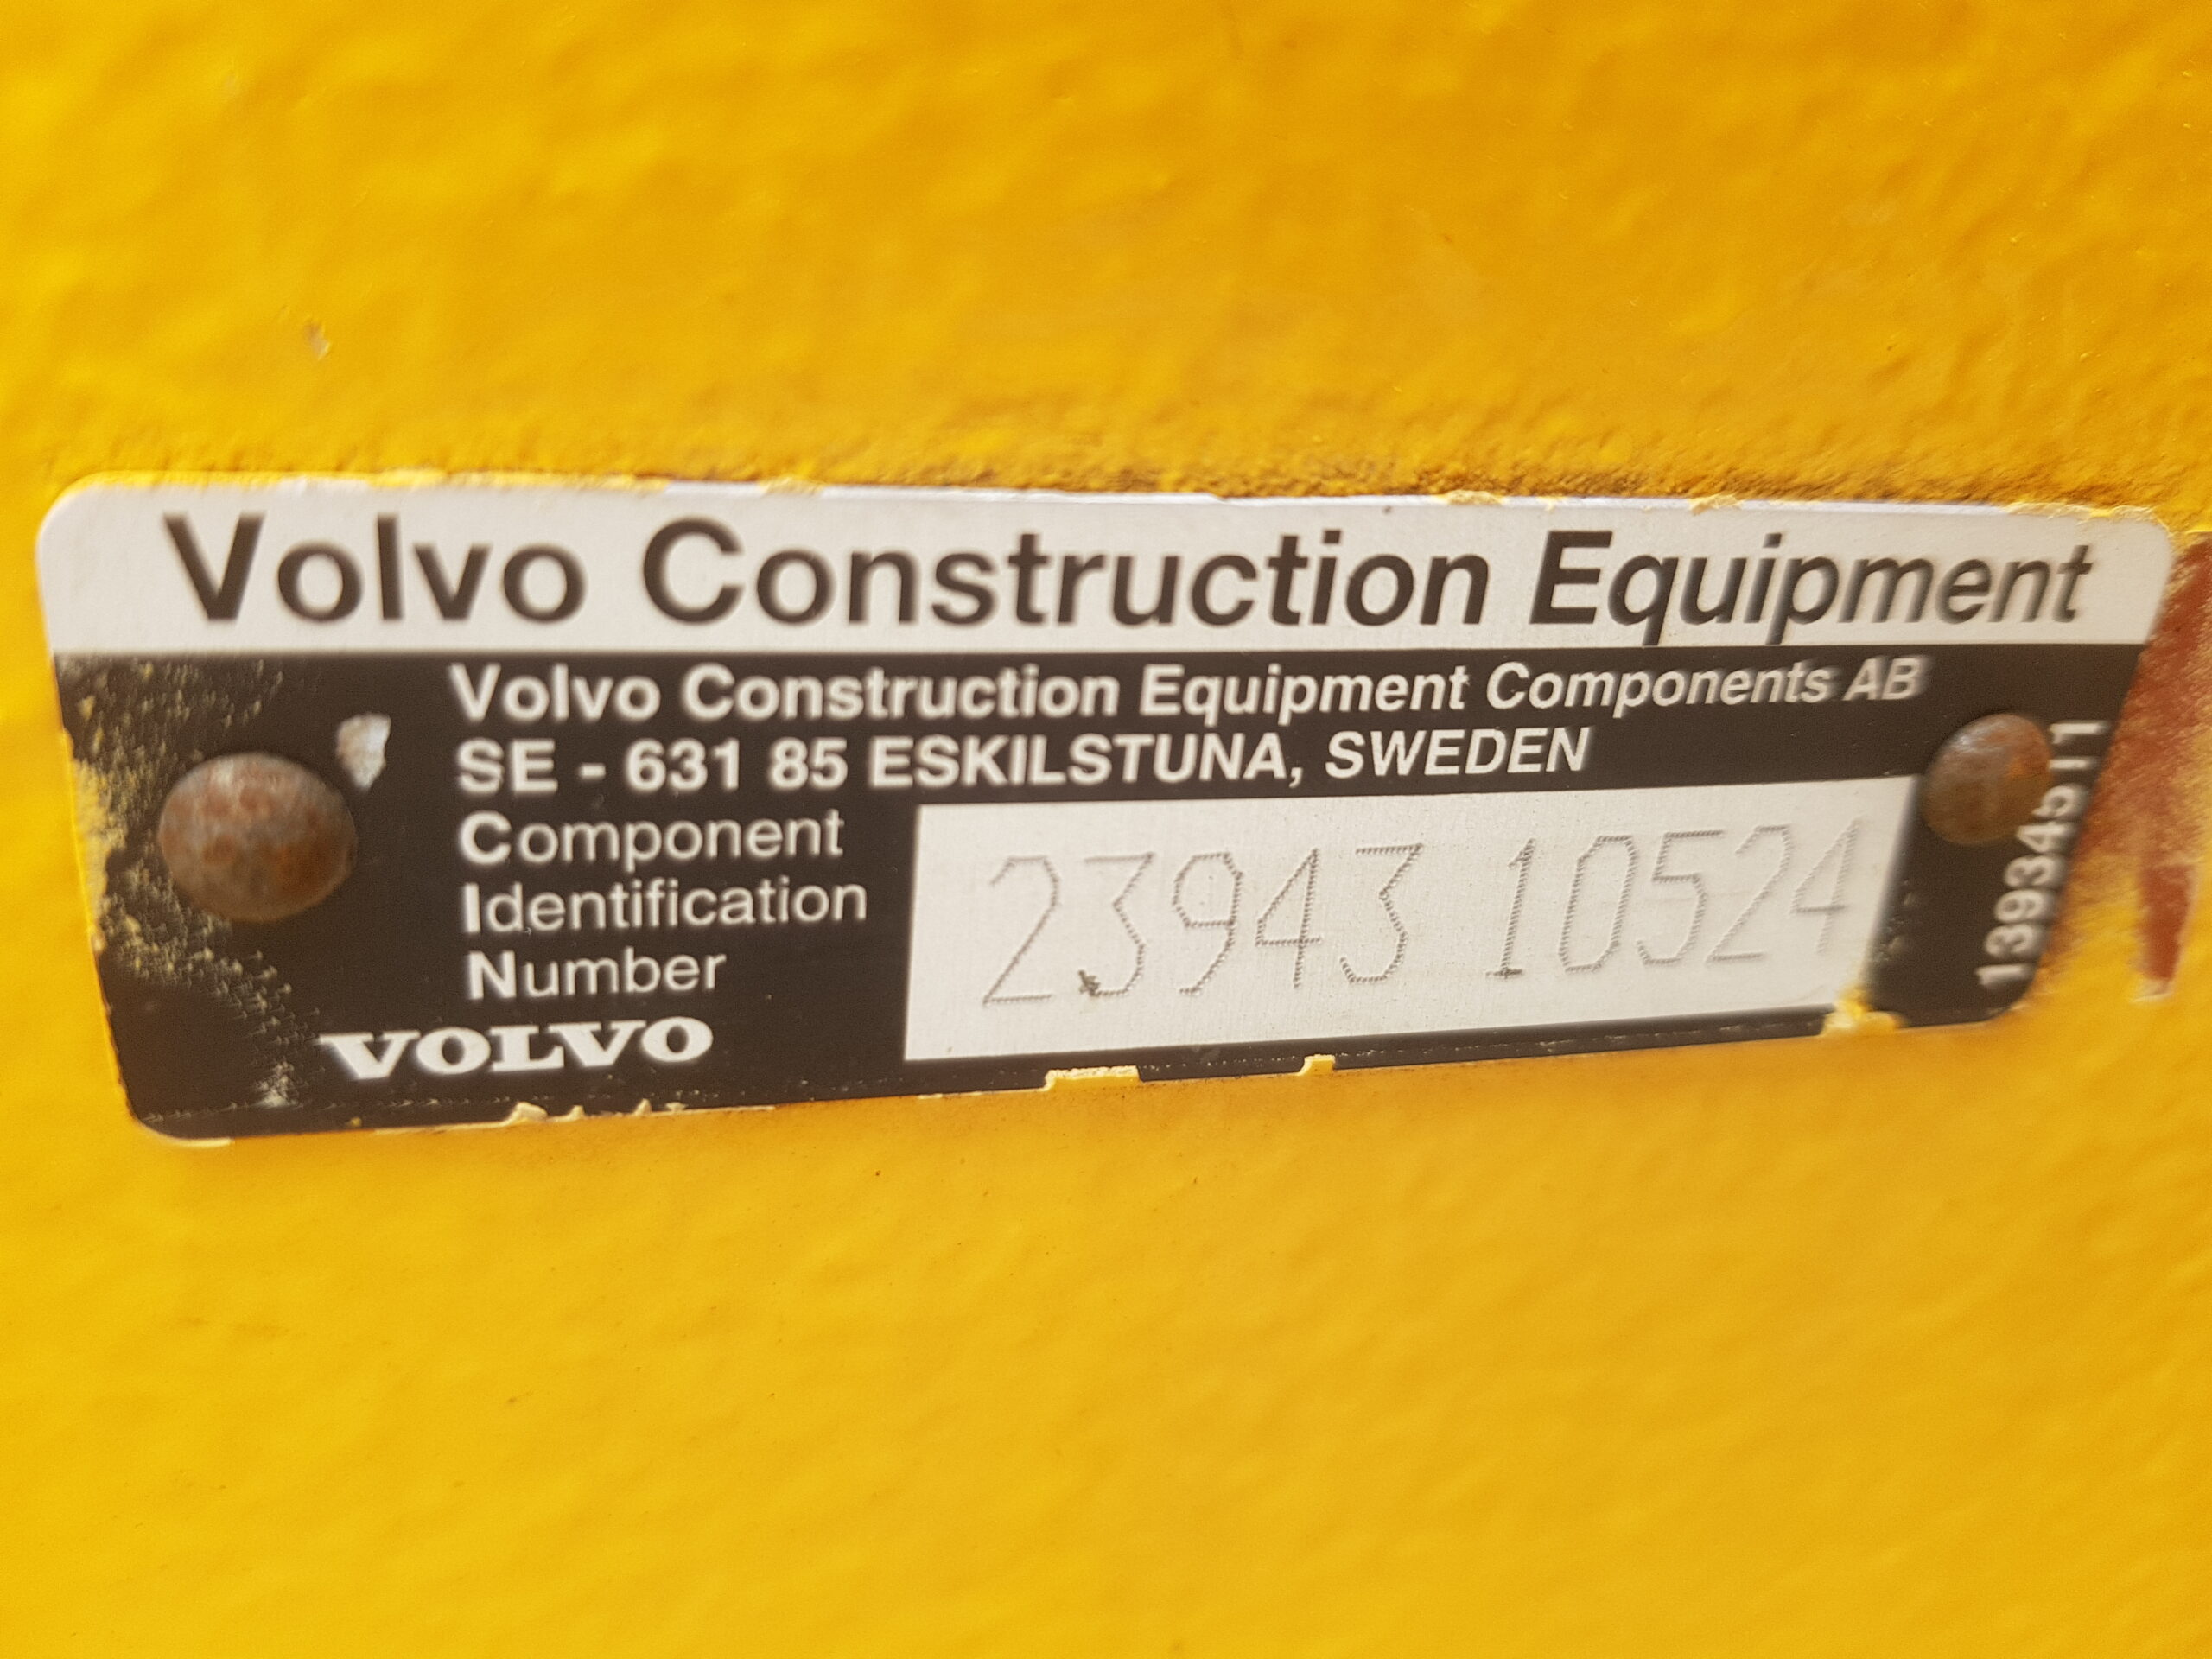 Volvo Construction Equipment
Volvo Construction Equipment Components AB
SE - 631 85 ESKILSTUNA, SWEDEN
Component
Identification
Number
23943 10524
VOLVO
13934511